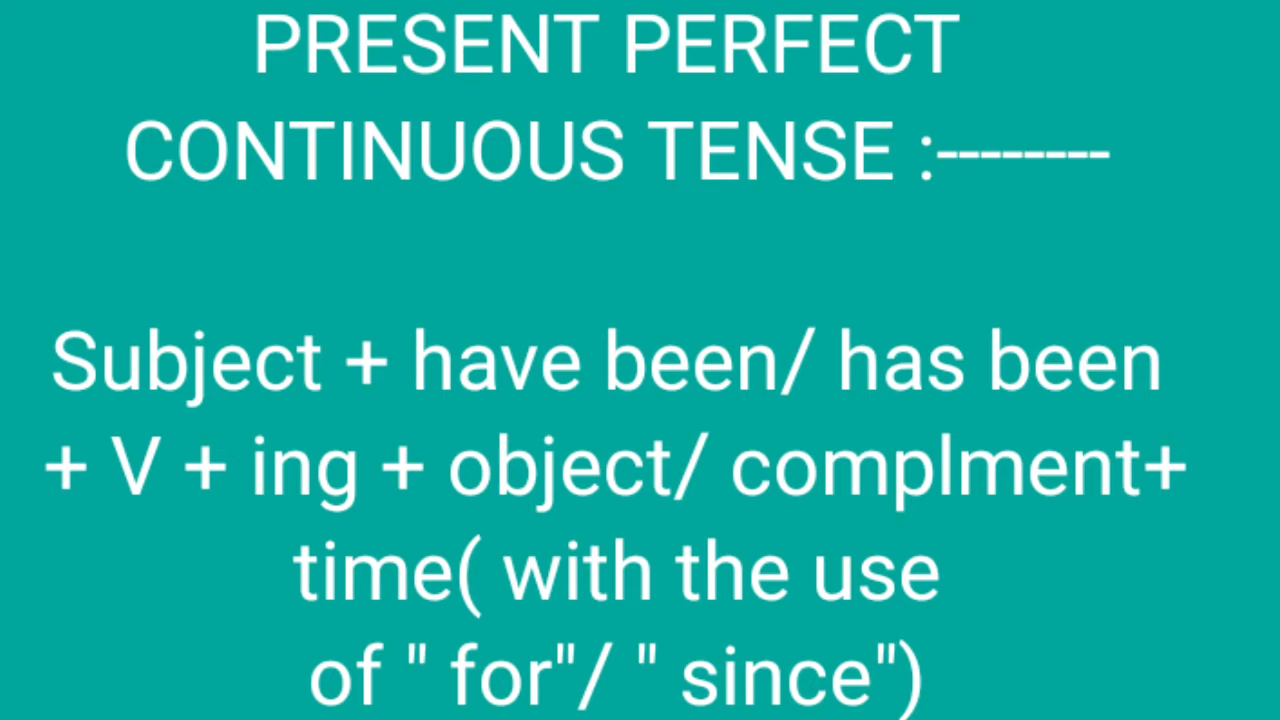 PRESENT PERFECT
CONTINUOUS TENSE :--------
Subject + have been/ has been
+ V + ing + object/ complment+
time( with the use
of " for"/ " since")